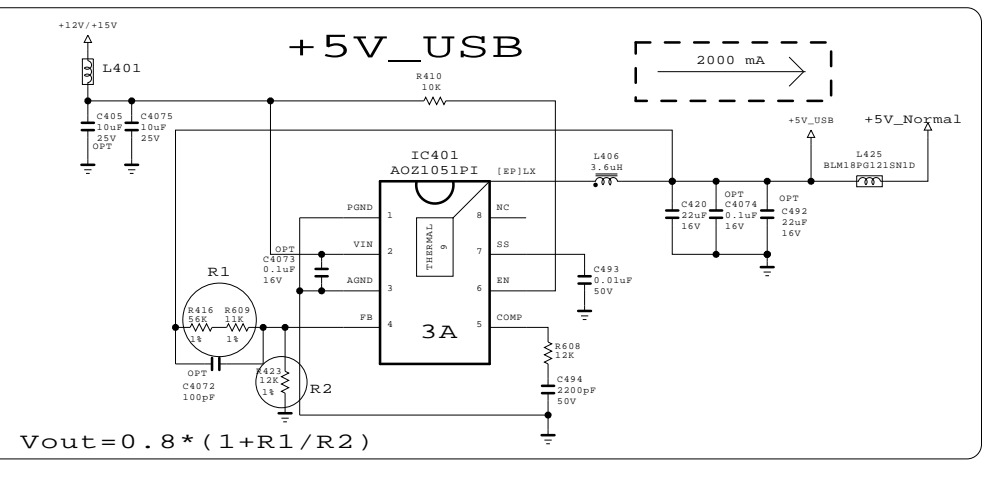 +12V/+15V
+5V_USB
2000 mA
L401
R410
10K
C405
10uF
25V
OPT
C4075
10uF
25V
+5V_USB
+5V_Normal
IC401
AOZ1051PI
[EP]LX
L406
3.6uH
L425
BLM18PG121SN1D
PGND
1
8
NC
C420
22uF
16V
OPT
C4074
0.1uF
16V
OPT
C492
22uF
16V
THERMAL
9
VIN
2
7
SS
OPT
C4073
0.1uF
16V
C493
0.01uF
50V
R1
AGND
3
6
EN
R416
56K
1%
R609
11K
1%
FB
4
5
COMP
3A
R608
12K
OPT
C4072
100pF
R423
12K
1%
R2
C494
2200pF
50V
Vout=0.8*(1+R1/R2)